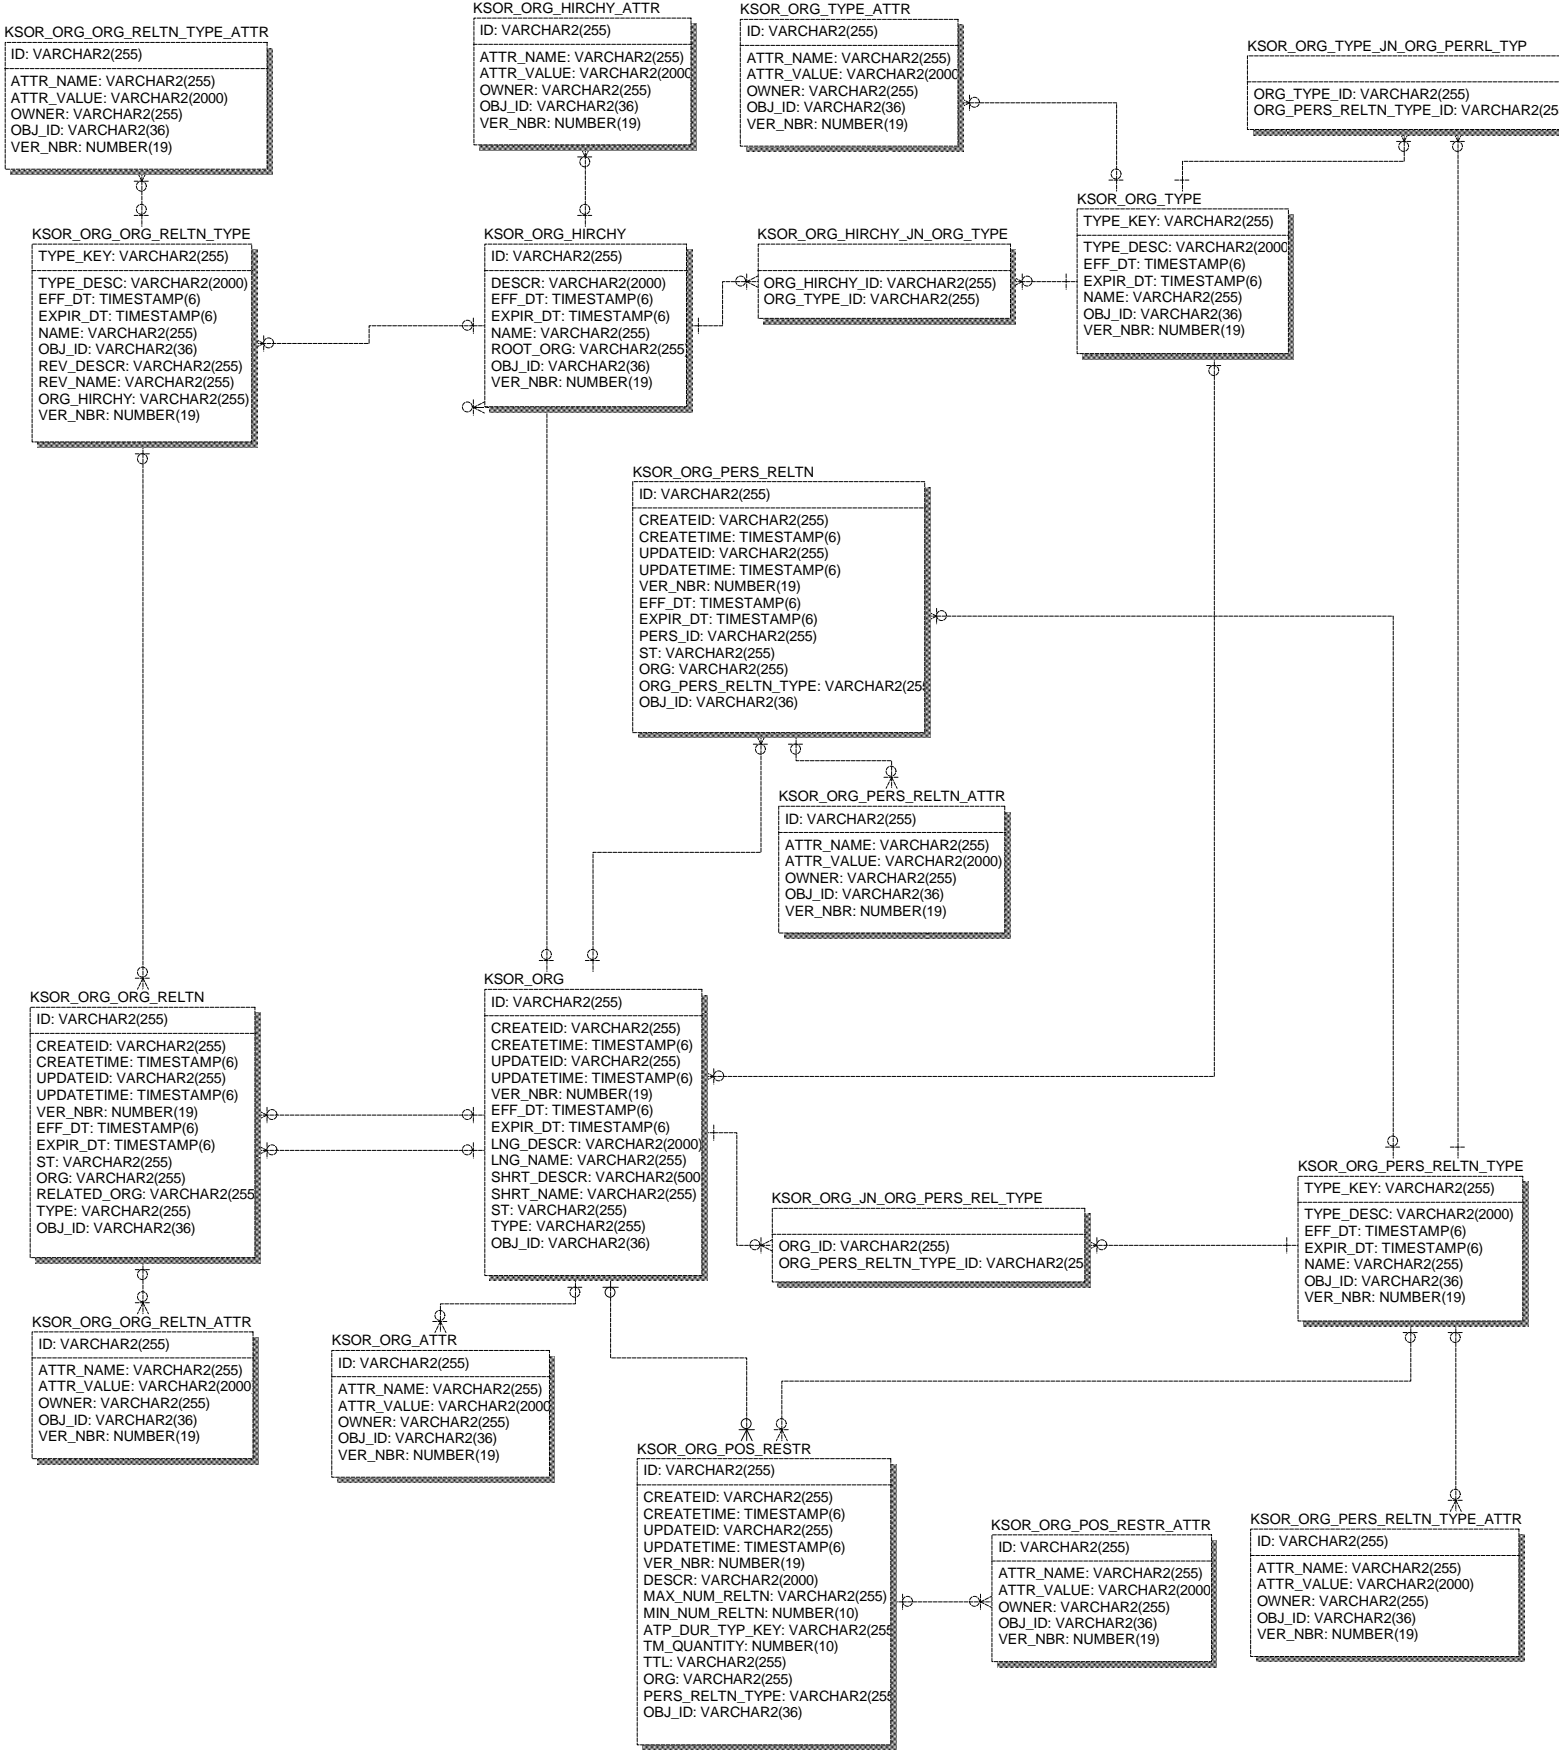 KSOR_ORG_ORG_RELTN_TYPE_ATTR
ID: VARCHAR2(255)
ATTR_NAME: VARCHAR2(255)
ATTR_VALUE: VARCHAR2(2000)
OWNER: VARCHAR2(255)
OBJ_ID: VARCHAR2(36)
VER_NBR: NUMBER(19)
KSOR_ORG_HIRCHY_ATTR
ID: VARCHAR2(255)
ATTR_NAME: VARCHAR2(255)
ATTR_VALUE: VARCHAR2(2000
OWNER: VARCHAR2(255)
OBJ_ID: VARCHAR2(36)
VER_NBR: NUMBER(19)
KSOR_ORG_TYPE_ATTR
ID: VARCHAR2(255)
ATTR_NAME: VARCHAR2(255)
ATTR_VALUE: VARCHAR2(2000
OWNER: VARCHAR2(255)
OBJ_ID: VARCHAR2(36)
VER_NBR: NUMBER(19)
KSOR_ORG_TYPE_JN_ORG_PERRL_TYP
ORG_TYPE_ID: VARCHAR2(255)
ORG_PERS_RELTN_TYPE_ID: VARCHAR2(25
KSOR_ORG_ORG_RELTN_TYPE
TYPE_KEY: VARCHAR2(255)
TYPE_DESC: VARCHAR2(2000)
EFF_DT: TIMESTAMP(6)
EXPIR_DT: TIMESTAMP(6)
NAME: VARCHAR2(255)
OBJ_ID: VARCHAR2(36)
REV_DESCR: VARCHAR2(255)
REV_NAME: VARCHAR2(255)
ORG_HIRCHY: VARCHAR2(255)
VER_NBR: NUMBER(19)
KSOR_ORG_HIRCHY
ID: VARCHAR2(255)
DESCR: VARCHAR2(2000)
EFF_DT: TIMESTAMP(6)
EXPIR_DT: TIMESTAMP(6)
NAME: VARCHAR2(255)
ROOT_ORG: VARCHAR2(255
OBJ_ID: VARCHAR2(36)
VER_NBR: NUMBER(19)
KSOR_ORG_HIRCHY_JN_ORG_TYPE
ORG_HIRCHY_ID: VARCHAR2(255)
ORG_TYPE_ID: VARCHAR2(255)
KSOR_ORG_TYPE
TYPE_KEY: VARCHAR2(255)
TYPE_DESC: VARCHAR2(2000
EFF_DT: TIMESTAMP(6)
EXPIR_DT: TIMESTAMP(6)
NAME: VARCHAR2(255)
OBJ_ID: VARCHAR2(36)
VER_NBR: NUMBER(19)
KSOR_ORG_PERS_RELTN
ID: VARCHAR2(255)
CREATEID: VARCHAR2(255)
CREATETIME: TIMESTAMP(6)
UPDATEID: VARCHAR2(255)
UPDATETIME: TIMESTAMP(6)
VER_NBR: NUMBER(19)
EFF_DT: TIMESTAMP(6)
EXPIR_DT: TIMESTAMP(6)
PERS_ID: VARCHAR2(255)
ST: VARCHAR2(255)
ORG: VARCHAR2(255)
ORG_PERS_RELTN_TYPE: VARCHAR2(255
OBJ_ID: VARCHAR2(36)
KSOR_ORG_PERS_RELTN_ATTR
ID: VARCHAR2(255)
ATTR_NAME: VARCHAR2(255)
ATTR_VALUE: VARCHAR2(2000)
OWNER: VARCHAR2(255)
OBJ_ID: VARCHAR2(36)
VER_NBR: NUMBER(19)
KSOR_ORG_ORG_RELTN
ID: VARCHAR2(255)
CREATEID: VARCHAR2(255)
CREATETIME: TIMESTAMP(6)
UPDATEID: VARCHAR2(255)
UPDATETIME: TIMESTAMP(6)
VER_NBR: NUMBER(19)
EFF_DT: TIMESTAMP(6)
EXPIR_DT: TIMESTAMP(6)
ST: VARCHAR2(255)
ORG: VARCHAR2(255)
RELATED_ORG: VARCHAR2(255
TYPE: VARCHAR2(255)
OBJ_ID: VARCHAR2(36)
KSOR_ORG
ID: VARCHAR2(255)
CREATEID: VARCHAR2(255)
CREATETIME: TIMESTAMP(6)
UPDATEID: VARCHAR2(255)
UPDATETIME: TIMESTAMP(6)
VER_NBR: NUMBER(19)
EFF_DT: TIMESTAMP(6)
EXPIR_DT: TIMESTAMP(6)
LNG_DESCR: VARCHAR2(2000)
LNG_NAME: VARCHAR2(255)
SHRT_DESCR: VARCHAR2(500
SHRT_NAME: VARCHAR2(255)
ST: VARCHAR2(255)
TYPE: VARCHAR2(255)
OBJ_ID: VARCHAR2(36)
KSOR_ORG_JN_ORG_PERS_REL_TYPE
ORG_ID: VARCHAR2(255)
ORG_PERS_RELTN_TYPE_ID: VARCHAR2(25
KSOR_ORG_PERS_RELTN_TYPE
TYPE_KEY: VARCHAR2(255)
TYPE_DESC: VARCHAR2(2000)
EFF_DT: TIMESTAMP(6)
EXPIR_DT: TIMESTAMP(6)
NAME: VARCHAR2(255)
OBJ_ID: VARCHAR2(36)
VER_NBR: NUMBER(19)
KSOR_ORG_ORG_RELTN_ATTR
ID: VARCHAR2(255)
ATTR_NAME: VARCHAR2(255)
ATTR_VALUE: VARCHAR2(2000
OWNER: VARCHAR2(255)
OBJ_ID: VARCHAR2(36)
VER_NBR: NUMBER(19)
KSOR_ORG_ATTR
ID: VARCHAR2(255)
ATTR_NAME: VARCHAR2(255)
ATTR_VALUE: VARCHAR2(2000
OWNER: VARCHAR2(255)
OBJ_ID: VARCHAR2(36)
VER_NBR: NUMBER(19)
KSOR_ORG_POS_RESTR
ID: VARCHAR2(255)
CREATEID: VARCHAR2(255)
CREATETIME: TIMESTAMP(6)
UPDATEID: VARCHAR2(255)
UPDATETIME: TIMESTAMP(6)
VER_NBR: NUMBER(19)
DESCR: VARCHAR2(2000)
MAX_NUM_RELTN: VARCHAR2(255)
MIN_NUM_RELTN: NUMBER(10)
ATP_DUR_TYP_KEY: VARCHAR2(255
TM_QUANTITY: NUMBER(10)
TTL: VARCHAR2(255)
ORG: VARCHAR2(255)
PERS_RELTN_TYPE: VARCHAR2(255
OBJ_ID: VARCHAR2(36)
KSOR_ORG_POS_RESTR_ATTR
ID: VARCHAR2(255)
ATTR_NAME: VARCHAR2(255)
ATTR_VALUE: VARCHAR2(2000
OWNER: VARCHAR2(255)
OBJ_ID: VARCHAR2(36)
VER_NBR: NUMBER(19)
KSOR_ORG_PERS_RELTN_TYPE_ATTR
ID: VARCHAR2(255)
ATTR_NAME: VARCHAR2(255)
ATTR_VALUE: VARCHAR2(2000)
OWNER: VARCHAR2(255)
OBJ_ID: VARCHAR2(36)
VER_NBR: NUMBER(19)